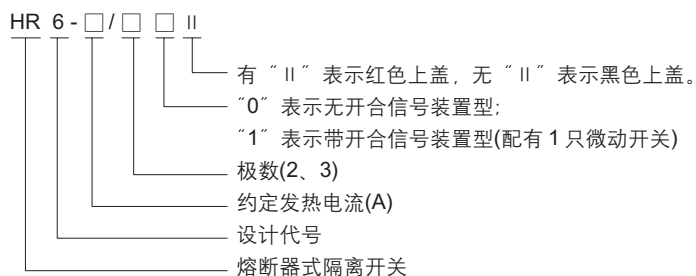 HR 6 - □ / □ □ Ⅱ
有 “Ⅱ” 表示红色上盖，无 “Ⅱ” 表示黑色上盖。
“0” 表示无开合信号装置型;
“1” 表示带开合信号装置型(配有 1 只微动开关)
极数(2、3)
约定发热电流(A)
设计代号
熔断器式隔离开关